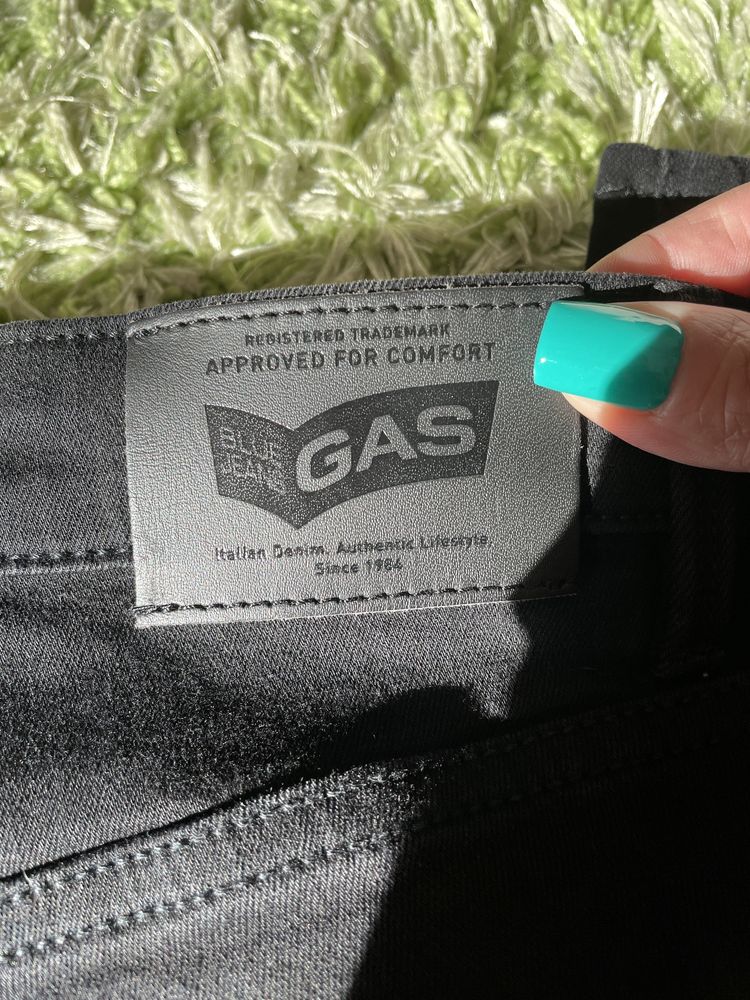 REGISTERED TRADEMARK
APPROVED FOR COMFORT
BLUE
JEANS
GAS
Italian Denim. Authentic Lifestyle.
Since 1984